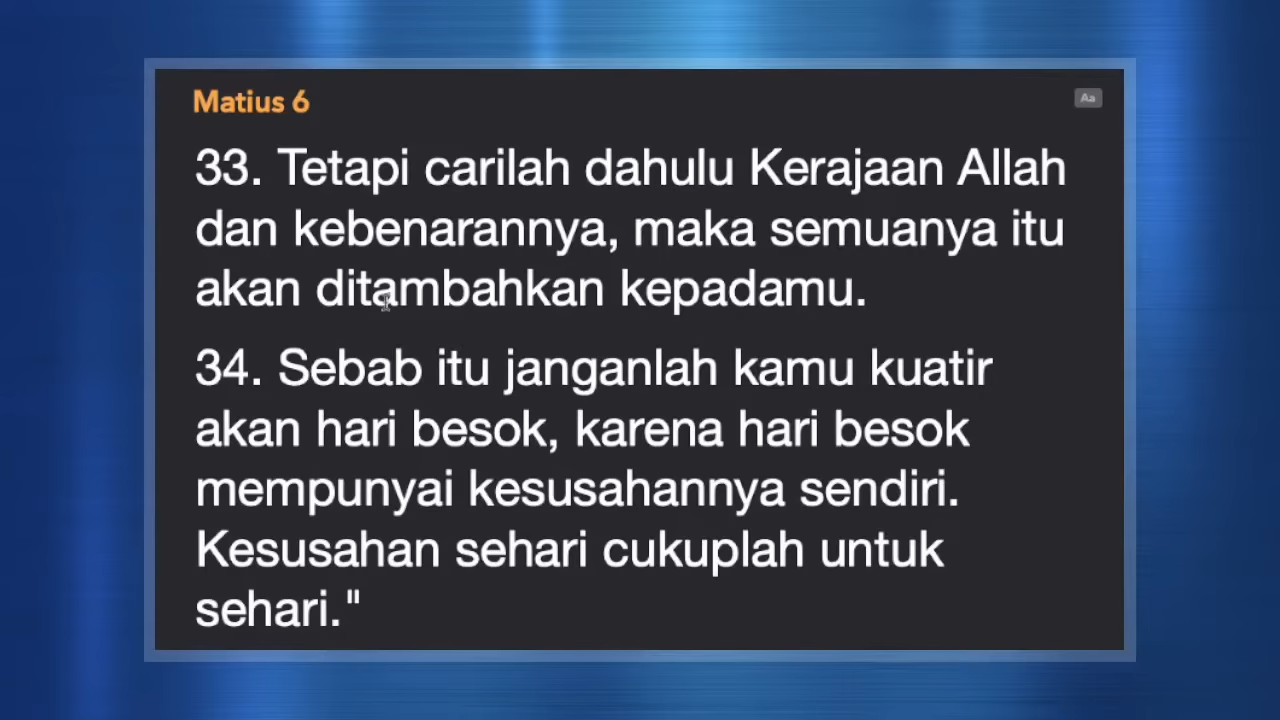 Matius 6
Aa
33. Tetapi carilah dahulu Kerajaan Allah
dan kebenarannya, maka semuanya itu
akan ditambahkan kepadamu.
34. Sebab itu janganlah kamu kuatir
akan hari besok, karena hari besok
mempunyai kesusahannya sendiri.
Kesusahan sehari cukuplah untuk
sehari."